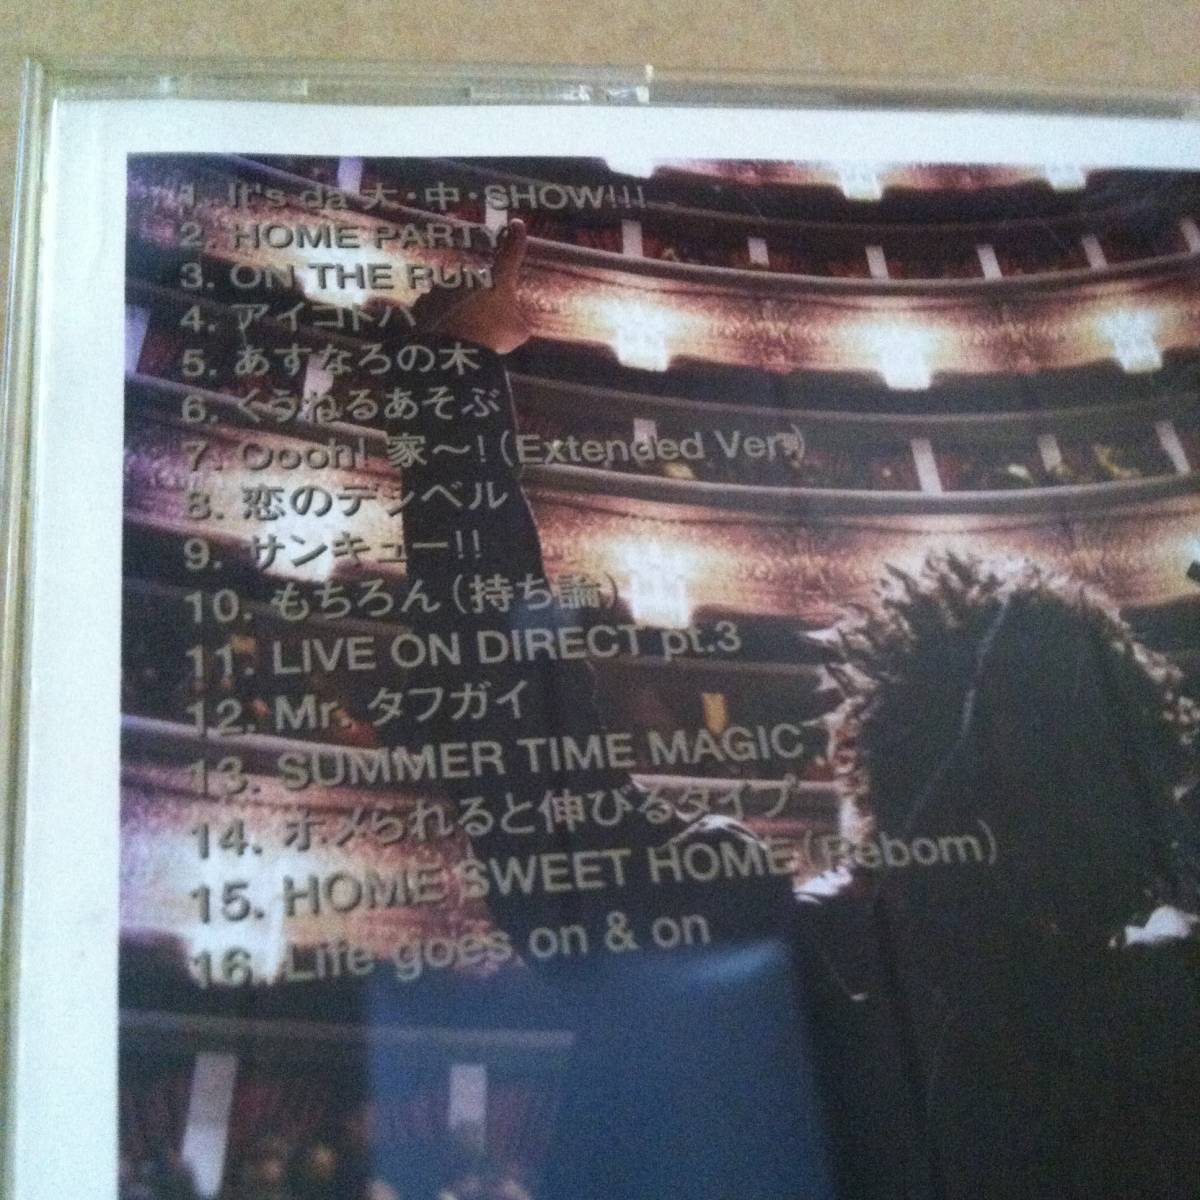 1. It's da 大・中・SHOW!!!
2. HOME PARTY
3. ON THE RUN
4. アイコトバ
5. あすなろの木
6. くうねるあそぶ
7. Oooh! 家〜! (Extended Ver.)
8. 恋のデンベル
9. サンキュー!!
10. もちろん (持ち論)
11. LIVE ON DIRECT pt.3
12. Mr. タフガイ
13. SUMMER TIME MAGIC
14. ホメられると伸びるタイプ
15. HOME SWEET HOME (Reborn)
16. Life goes on & on